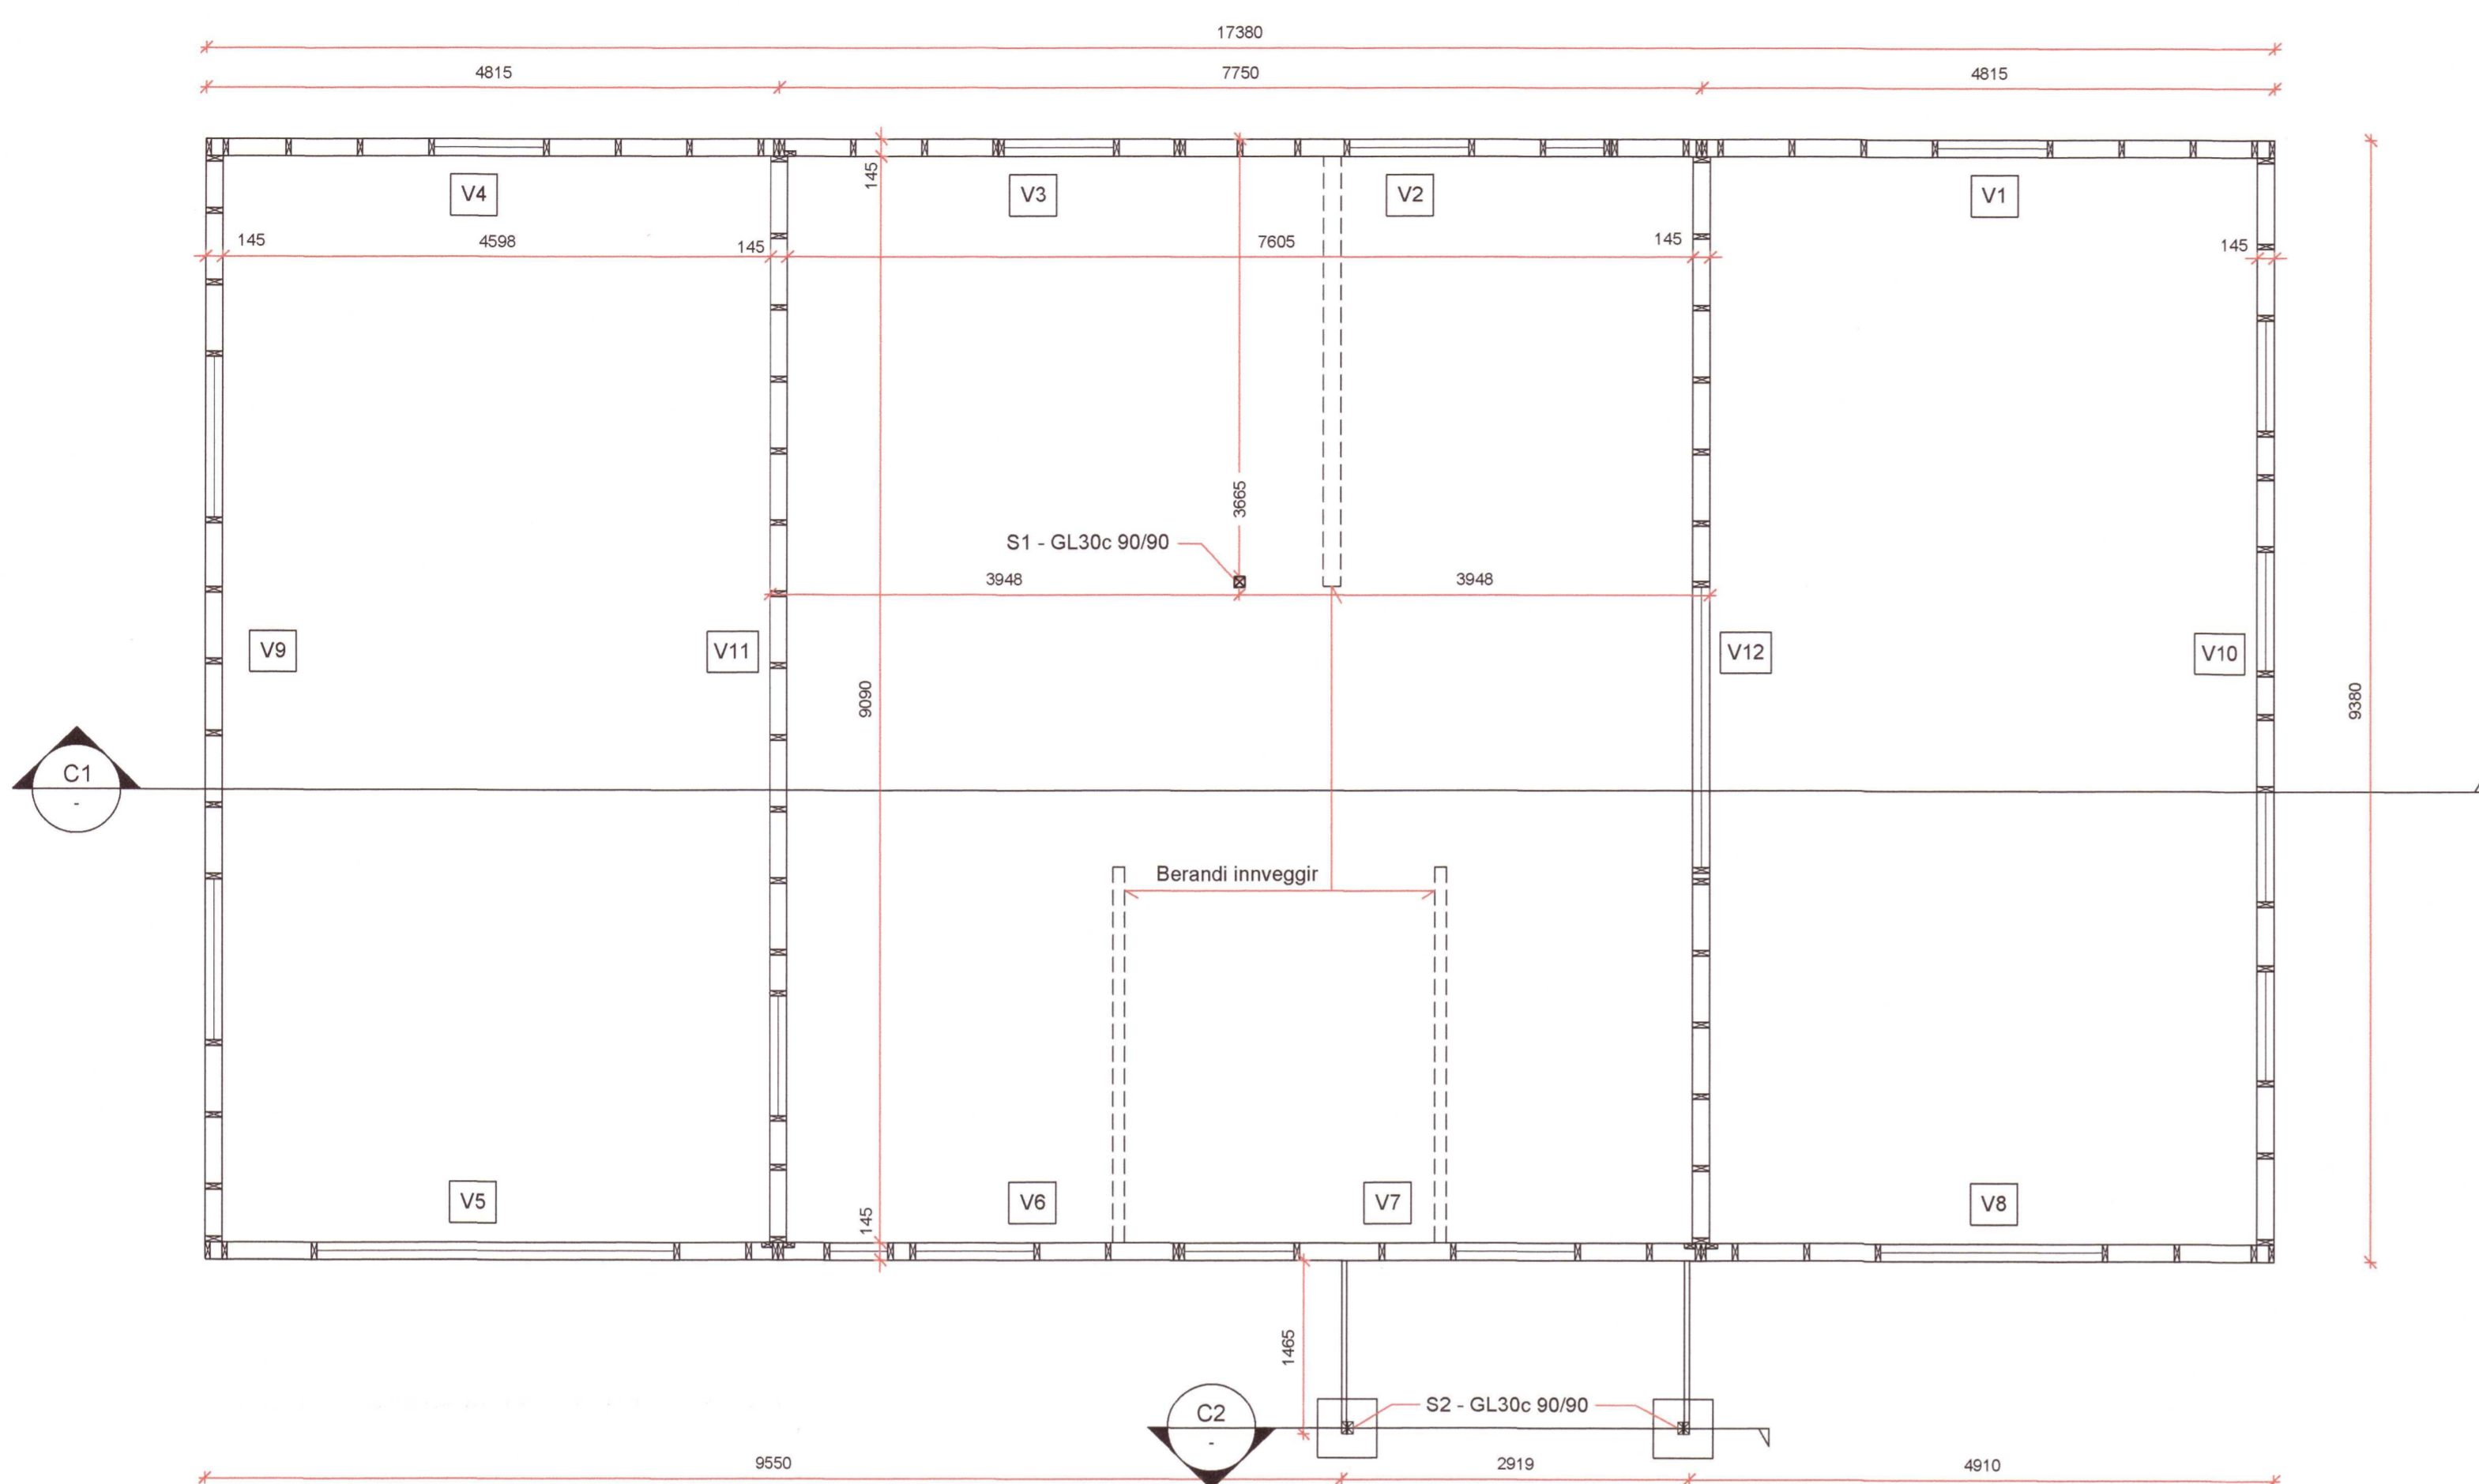 17380
4815 7750 4815
V4 V3 V2 V1
145
145 4598 145 7605 145 145
3665
S1 - GL30c 90/90
3948 3948
V9 V11 V12 V10
9090 9380
C1
-
Berandi innveggir
V5 V6 V7 V8
145
1465
S2 - GL30c 90/90
C2
-
9550 2919 4910